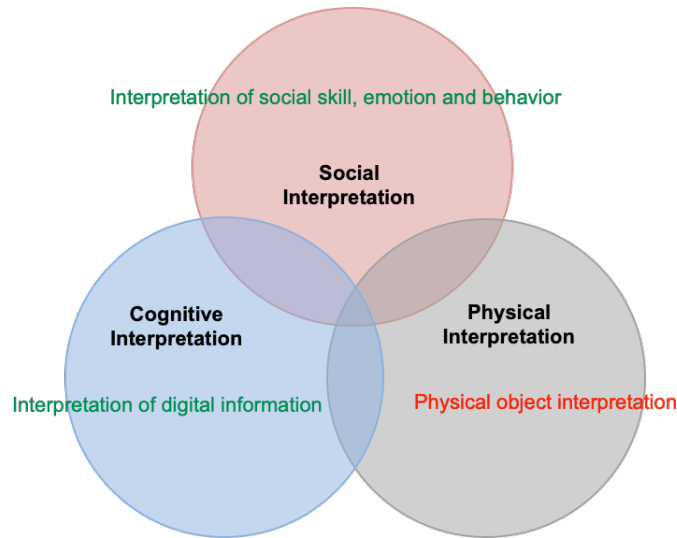 Interpretation of social skill, emotion and behavior
Social
Interpretation
Cognitive
Interpretation
Physical
Interpretation
Interpretation of digital information
Physical object interpretation